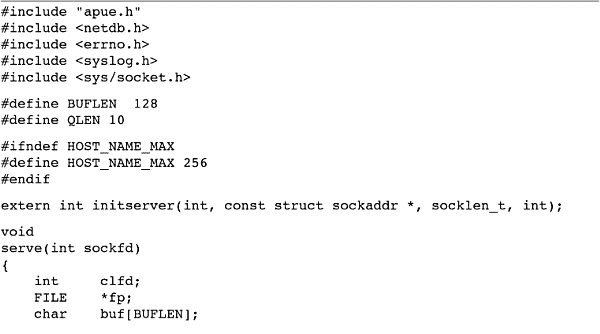 #include "apue.h"
#include <netdb.h>
#include <errno.h>
#include <syslog.h>
#include <sys/socket.h>
#define BUFLEN  128
#define QLEN 10
#ifndef HOST_NAME_MAX
#define HOST_NAME_MAX 256
#endif
extern int initserver(int, const struct sockaddr *, socklen_t, int);
void
serve(int sockfd)
{
    int     clfd;
    FILE    *fp;
    char    buf[BUFLEN];